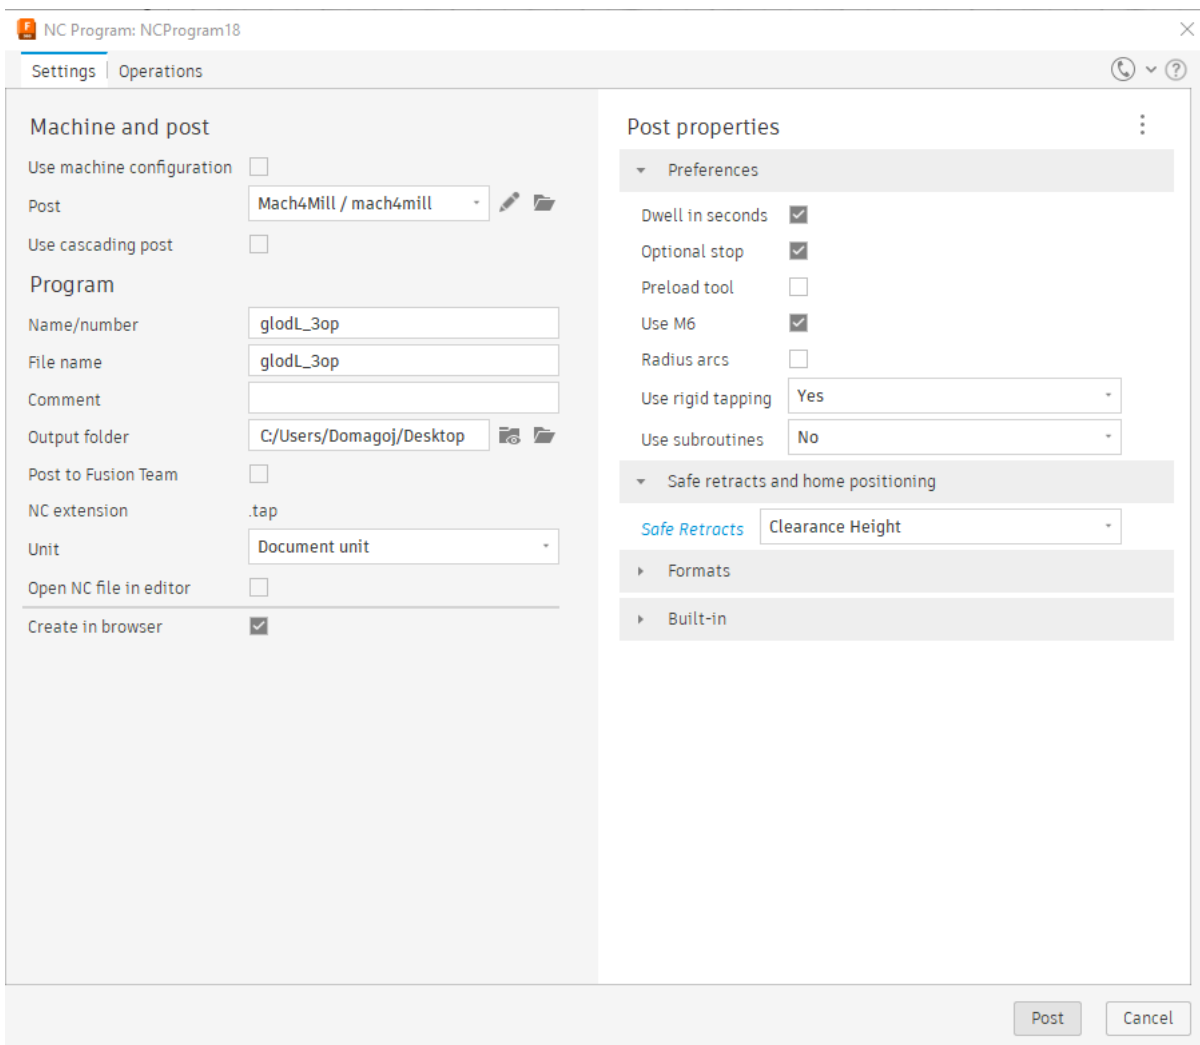 NC Program: NCProgram18
Settings
Operations
Machine and post
Use machine configuration
Post
Mach4Mill / mach4mill
Use cascading post
Program
Name/number
glodL_3op
File name
glodL_3op
Comment
Output folder
C:/Users/Domagoj/Desktop
Post to Fusion Team
NC extension
.tap
Unit
Document unit
Open NC file in editor
Create in browser
Post properties
Preferences
Dwell in seconds
Optional stop
Preload tool
Use M6
Radius arcs
Use rigid tapping
Yes
Use subroutines
No
Safe retracts and home positioning
Safe Retracts
Clearance Height
Formats
Built-in
Post
Cancel